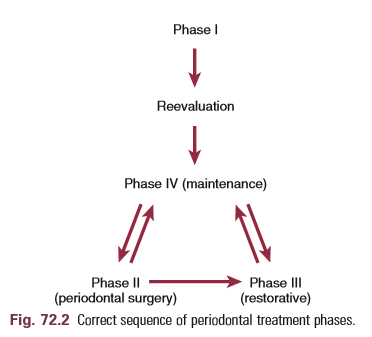 Phase I
Reevaluation
Phase IV (maintenance)
Phase II
(periodontal surgery)
Phase III
(restorative)
Fig. 72.2 Correct sequence of periodontal treatment phases.